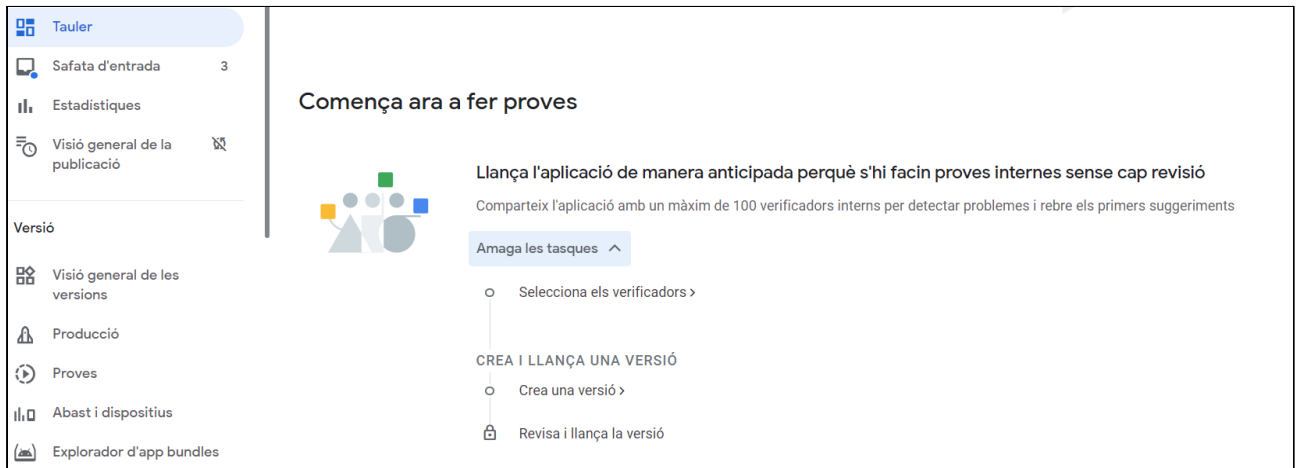 Tauler
Safata d'entrada 3
Estadístiques
Visió general de la
publicació
Versió
Visió general de les
versions
Producció
Proves
Abast i dispositius
Explorador d'app bundles
Comença ara a fer proves
Llança l'aplicació de manera anticipada perquè s'hi facin proves internes sense cap revisió
Comparteix l'aplicació amb un màxim de 100 verificadors interns per detectar problemes i rebre els primers suggeriments
Amaga les tasques
Selecciona els verificadors >
CREA I LLANÇA UNA VERSIÓ
Crea una versió >
Revisa i llança la versió